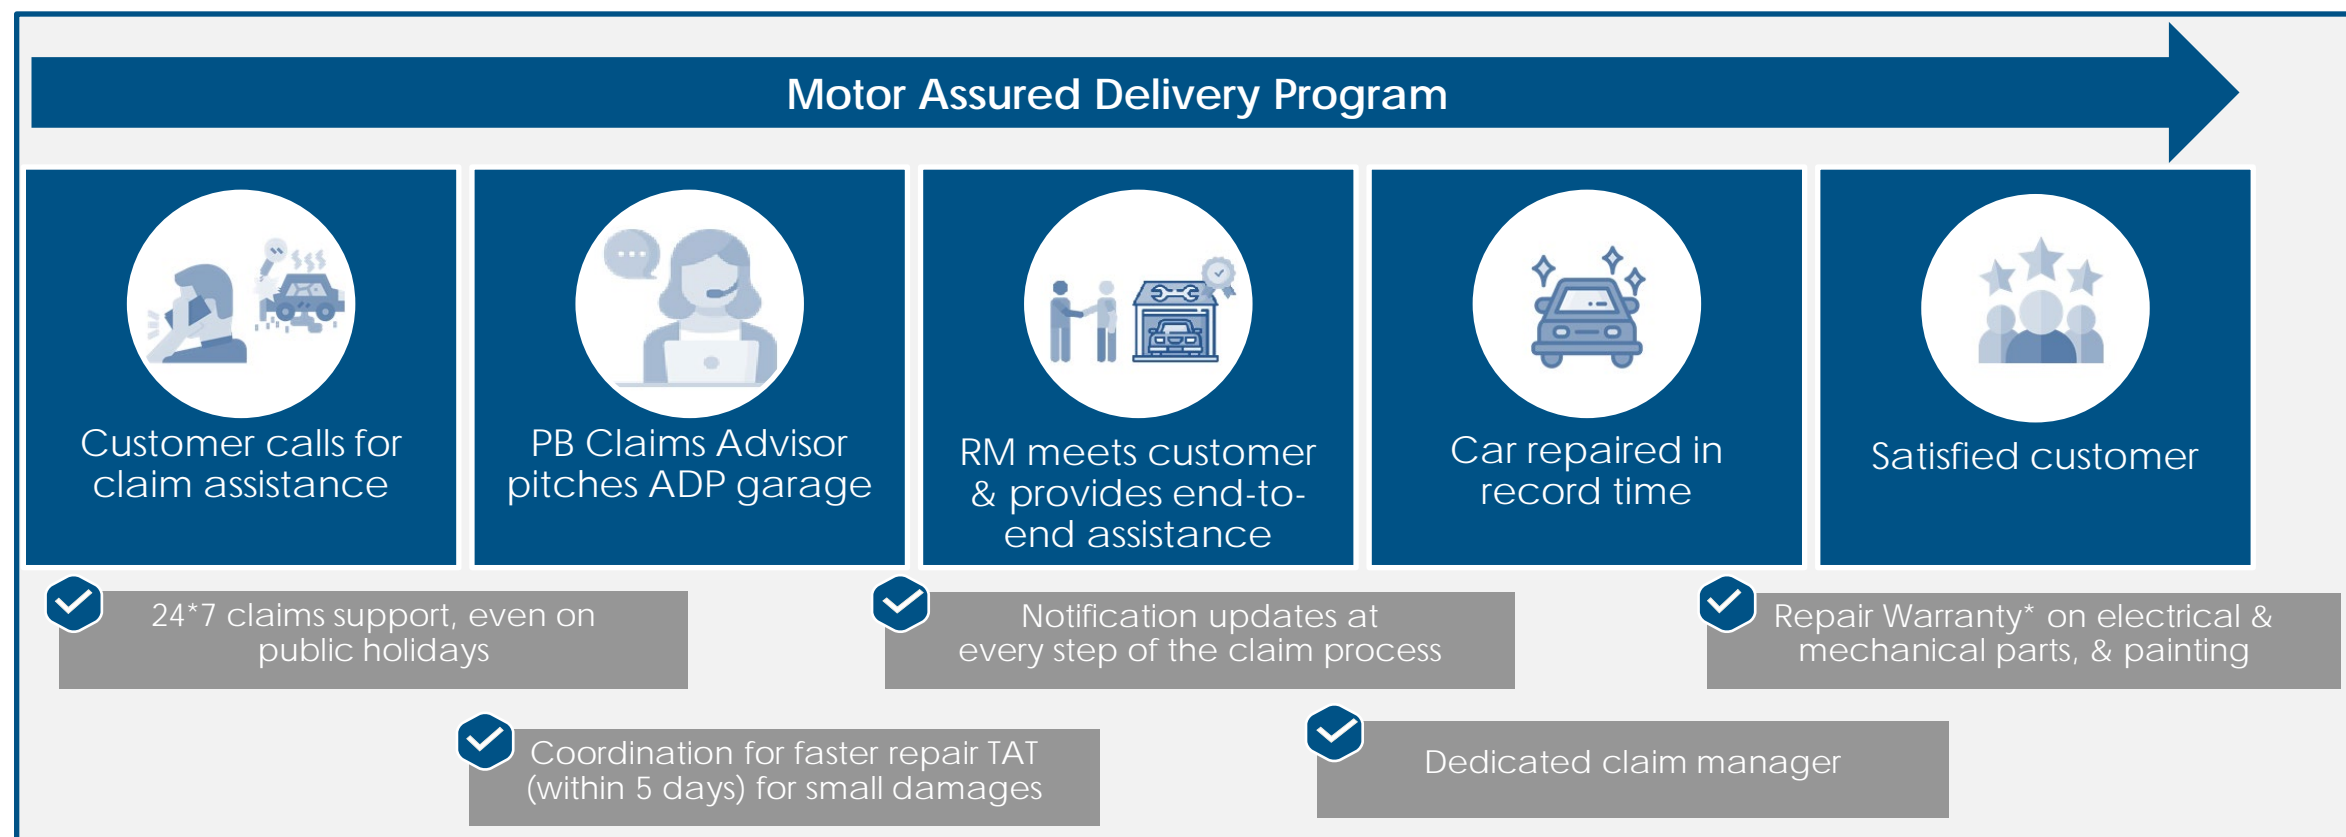 Motor Assured Delivery Program
Customer calls for
claim assistance
PB Claims Advisor
pitches ADP garage
RM meets customer
& provides end-to-
end assistance
Car repaired in
record time
Satisfied customer
24*7 claims support, even on
public holidays
Notification updates at
every step of the claim process
Repair Warranty* on electrical &
mechanical parts, & painting
Coordination for faster repair TAT
(within 5 days) for small damages
Dedicated claim manager